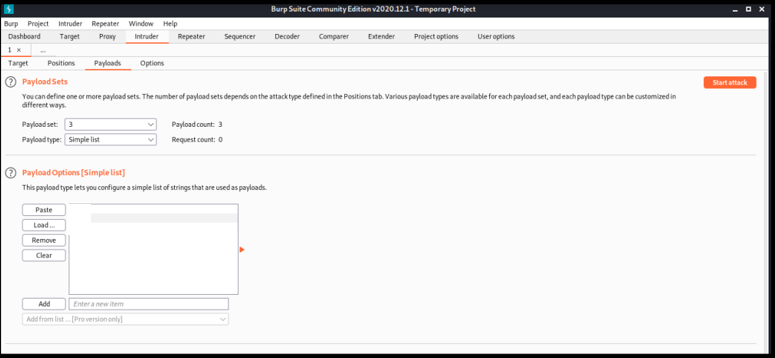 Burp Suite Community Edition v2020.12.1 - Temporary Project
Burp Project Intruder Repeater Window Help
Dashboard Target Proxy Intruder Repeater Sequencer Decoder Comparer Extender Project options User options
1 × ...
Target Positions Payloads Options
? Payload Sets Start attack
You can define one or more payload sets. The number of payload sets depends on the attack type defined in the Positions tab. Various payload types are available for each payload set, and each payload type can be customized in
different ways.
Payload set: 3 Payload count: 3
Payload type: Simple list Request count: 0
? Payload Options [Simple list]
This payload type lets you configure a simple list of strings that are used as payloads.
Paste
Load ...
Remove
Clear
Add Enter a new item
Add from list ... [Pro version only]